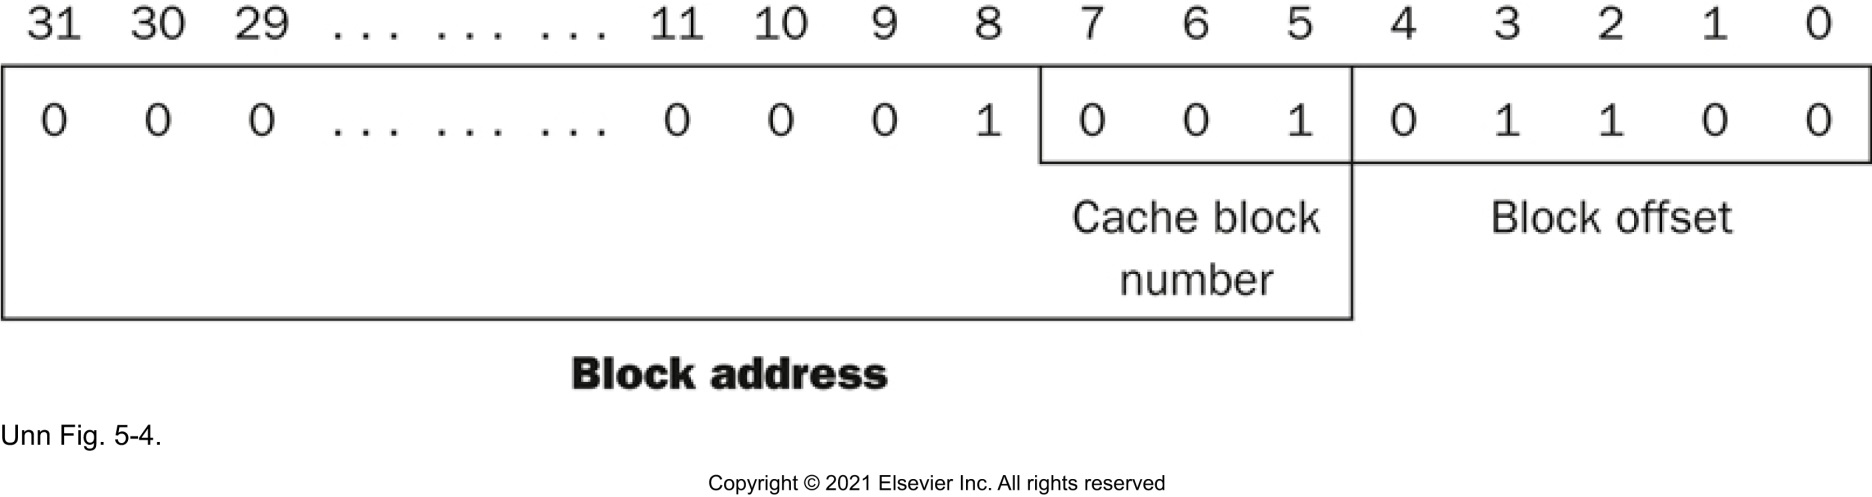 31 30 29 ... ... ... 11 10 9 8 7 6 5 4 3 2 1 0
0 0 0 ... ... ... 0 0 0 1 0 0 1 0 1 1 0 0
Cache block Block offset
number
Block address
Unn Fig. 5-4.
Copyright © 2021 Elsevier Inc. All rights reserved